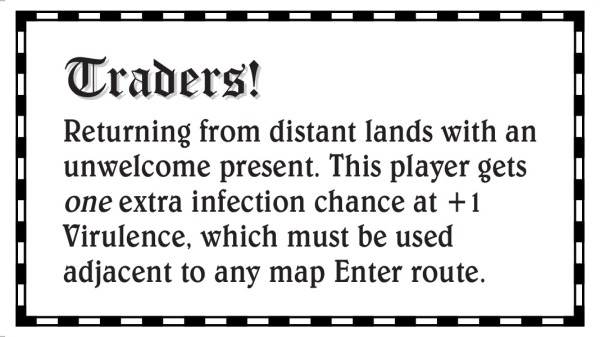 Traders!
Returning from distant lands with an
unwelcome present. This player gets
one extra infection chance at +1
Virulence, which must be used
adjacent to any map Enter route.